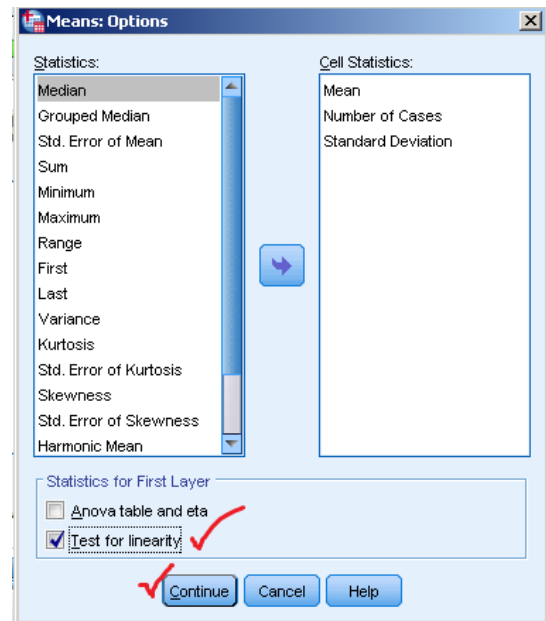 Means: Options
Statistics:
Cell Statistics:
Median
Grouped Median
Std. Error of Mean
Sum
Minimum
Maximum
Range
First
Last
Variance
Kurtosis
Std. Error of Kurtosis
Skewness
Std. Error of Skewness
Harmonic Mean
Mean
Number of Cases
Standard Deviation
Statistics for First Layer
Anova table and eta
Test for linearity
Continue Cancel Help